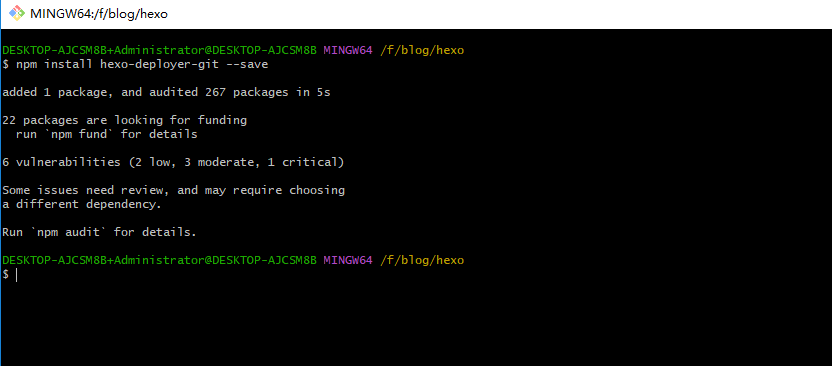 MINGW64:/f/blog/hexo
DESKTOP-AJCSM8B+Administrator@DESKTOP-AJCSM8B MINGW64 /f/blog/hexo
$ npm install hexo-deployer-git --save
added 1 package, and audited 267 packages in 5s
22 packages are looking for funding
run `npm fund` for details
6 vulnerabilities (2 low, 3 moderate, 1 critical)
Some issues need review, and may require choosing
a different dependency.
Run `npm audit` for details.
DESKTOP-AJCSM8B+Administrator@DESKTOP-AJCSM8B MINGW64 /f/blog/hexo
$